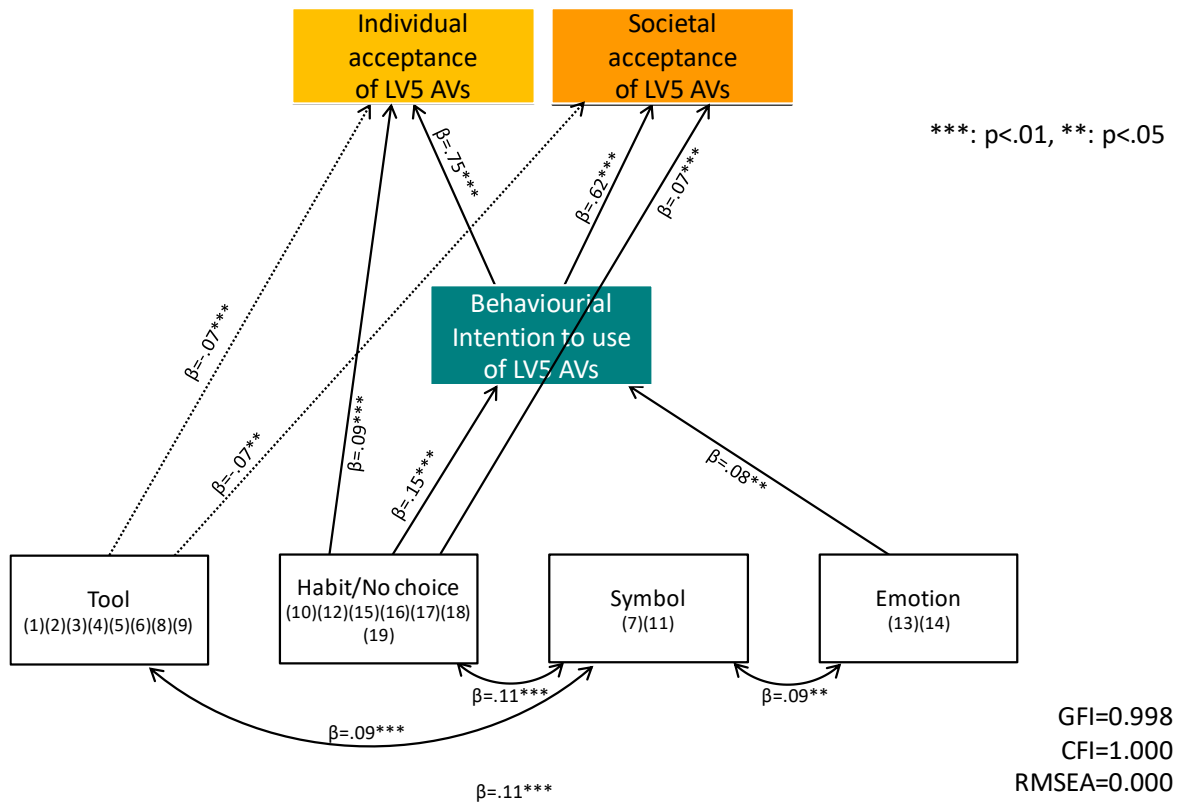 Individual
acceptance
of LV5 AVs
Societal
acceptance
of LV5 AVs
***: p<.01, **: p<.05
β=.75***
β=.62***
β=.07***
Behaviourial
Intention to use
of LV5 AVs
β=-.07***
β=-.07**
β=.09***
β=.15***
β=.08**
Tool
(1)(2)(3)(4)(5)(6)(8)(9)
Habit/No choice
(10)(12)(15)(16)(17)(18)
(19)
Symbol
(7)(11)
Emotion
(13)(14)
β=.11***
β=.09**
β=.09***
β=.11***
GFI=0.998
CFI=1.000
RMSEA=0.000